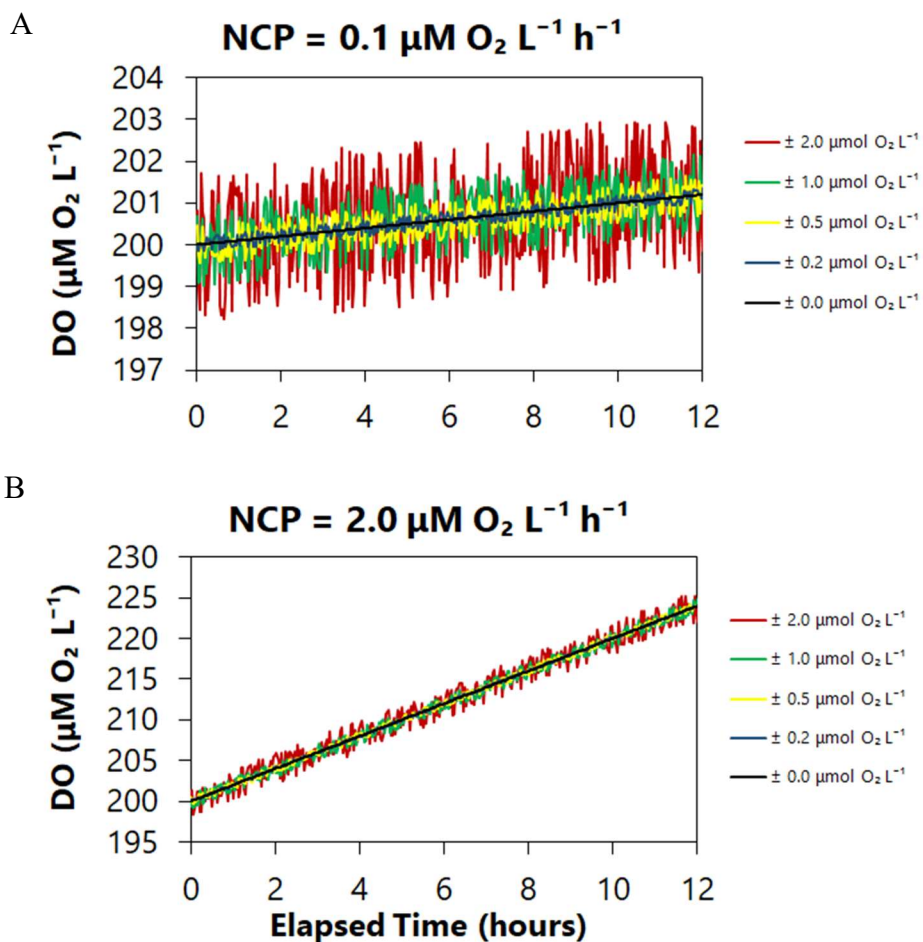 A
NCP = 0.1 µM O₂ L⁻¹ h⁻¹
DO (µM O₂ L⁻¹)
204
203
202
201
200
199
198
197
0 2 4 6 8 10 12
± 2.0 µmol O₂ L⁻¹
± 1.0 µmol O₂ L⁻¹
± 0.5 µmol O₂ L⁻¹
± 0.2 µmol O₂ L⁻¹
± 0.0 µmol O₂ L⁻¹
B
NCP = 2.0 µM O₂ L⁻¹ h⁻¹
DO (µM O₂ L⁻¹)
230
225
220
215
210
205
200
195
0 2 4 6 8 10 12
Elapsed Time (hours)
± 2.0 µmol O₂ L⁻¹
± 1.0 µmol O₂ L⁻¹
± 0.5 µmol O₂ L⁻¹
± 0.2 µmol O₂ L⁻¹
± 0.0 µmol O₂ L⁻¹